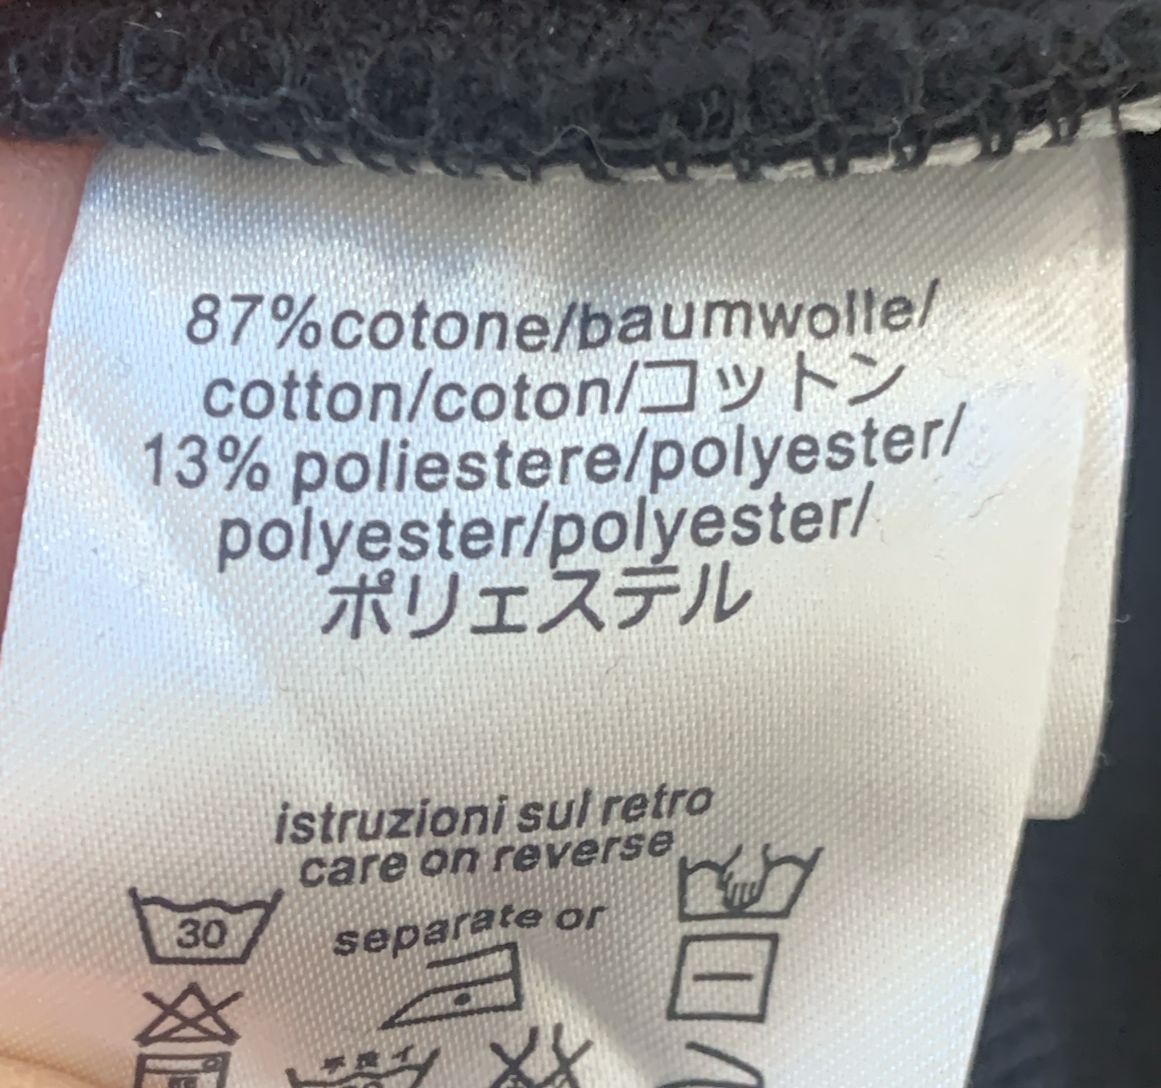 87%cotone/baumwolle/
cotton/coton/コットン
13% poliestere/polyester/
polyester/polyester/
ポリエステル
istruzioni sul retro
care on reverse
30
separate or